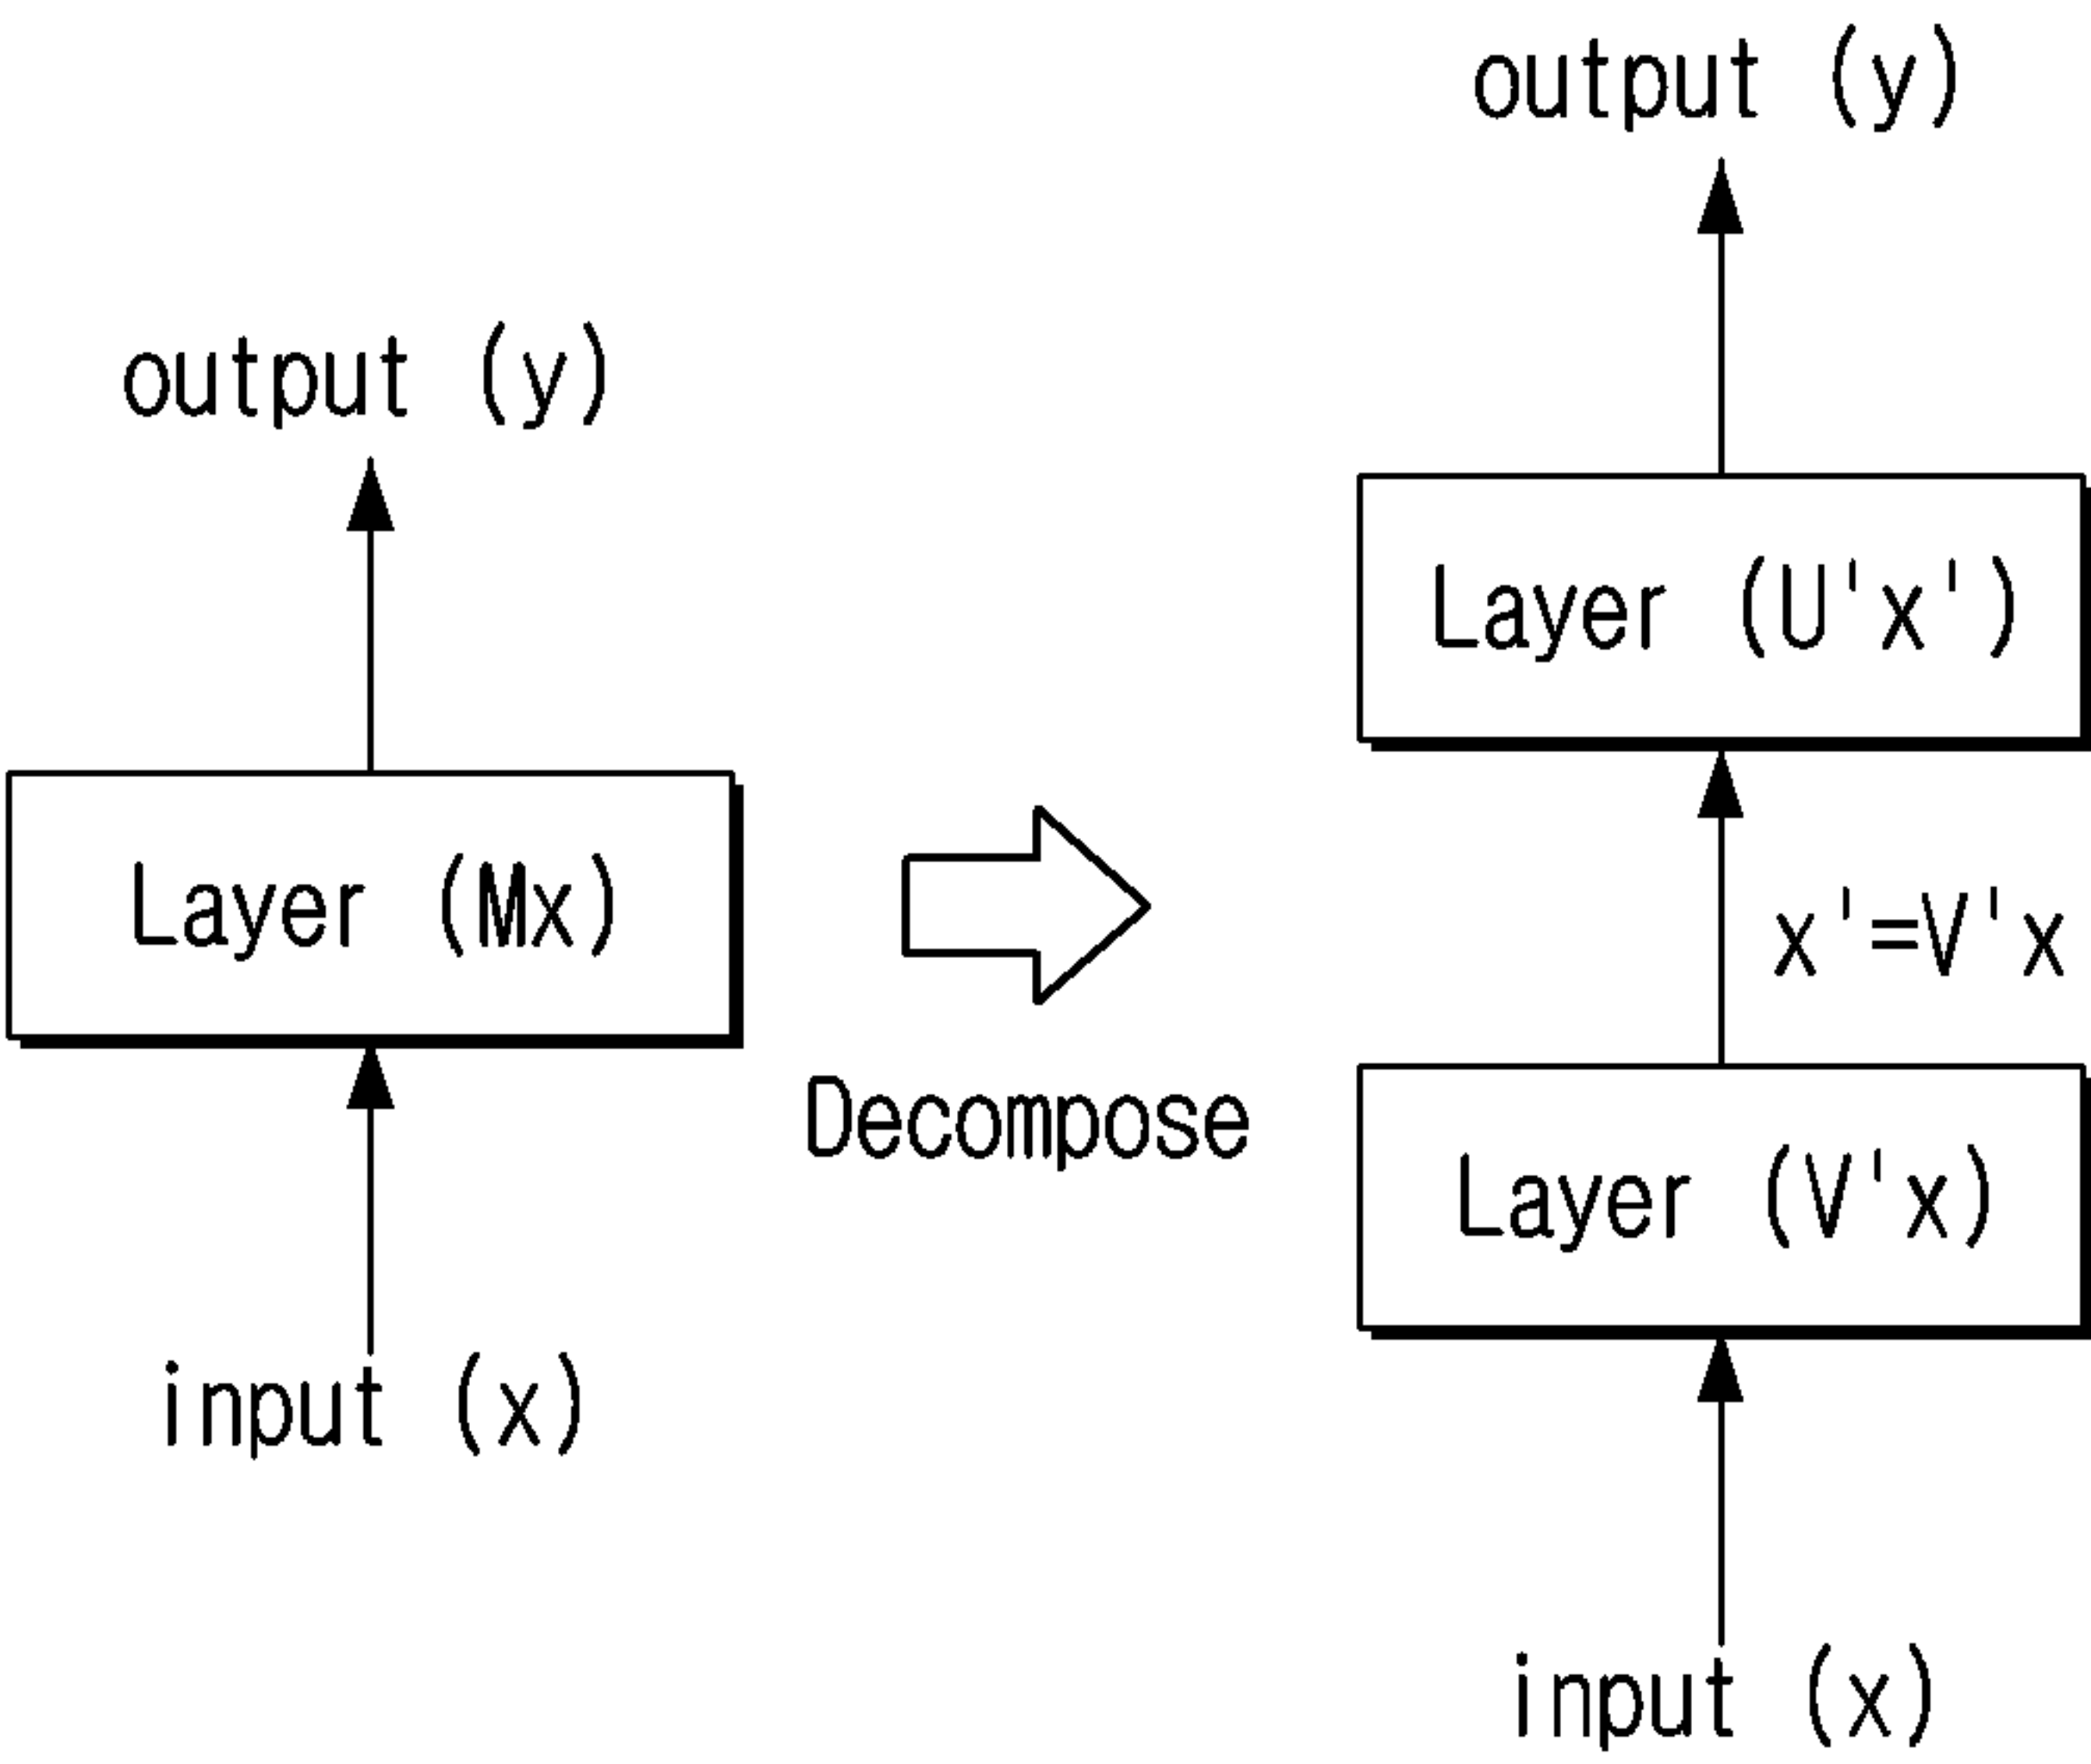 output (y)
Layer (Mx)
input (x)
Decompose
output (y)
Layer (U'x')
x'=V'x
Layer (V'x)
input (x)